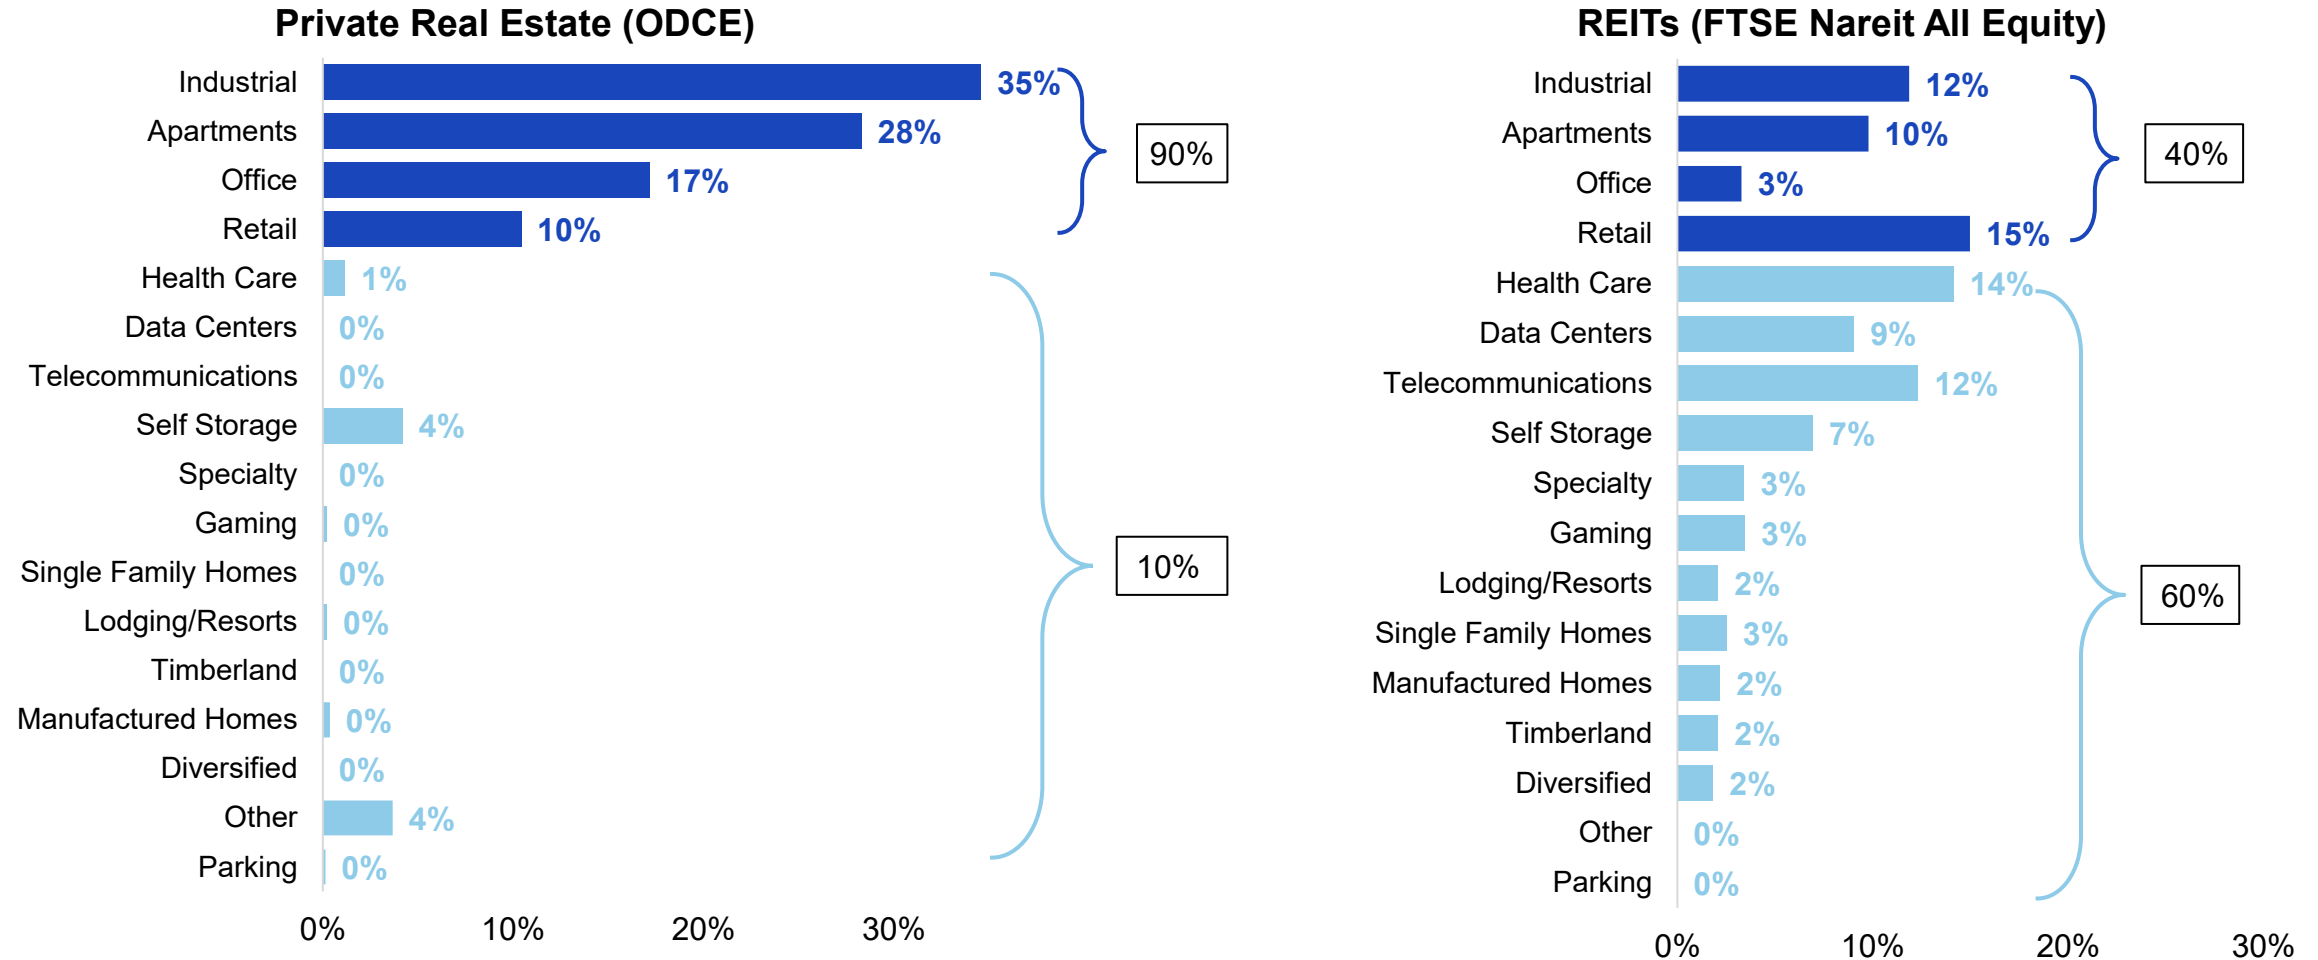 Private Real Estate (ODCE)
Industrial 35%
Apartments 28%
Office 17%
Retail 10%
90%
Health Care 1%
Data Centers 0%
Telecommunications 0%
Self Storage 4%
Specialty 0%
Gaming 0%
Single Family Homes 0%
Lodging/Resorts 0%
Timberland 0%
Manufactured Homes 0%
Diversified 0%
Other 4%
Parking 0%
10%
0% 10% 20% 30%
REITs (FTSE Nareit All Equity)
Industrial 12%
Apartments 10%
Office 3%
Retail 15%
40%
Health Care 14%
Data Centers 9%
Telecommunications 12%
Self Storage 7%
Specialty 3%
Gaming 3%
Lodging/Resorts 2%
Single Family Homes 3%
Manufactured Homes 2%
Timberland 2%
Diversified 2%
Other 0%
Parking 0%
60%
0% 10% 20% 30%